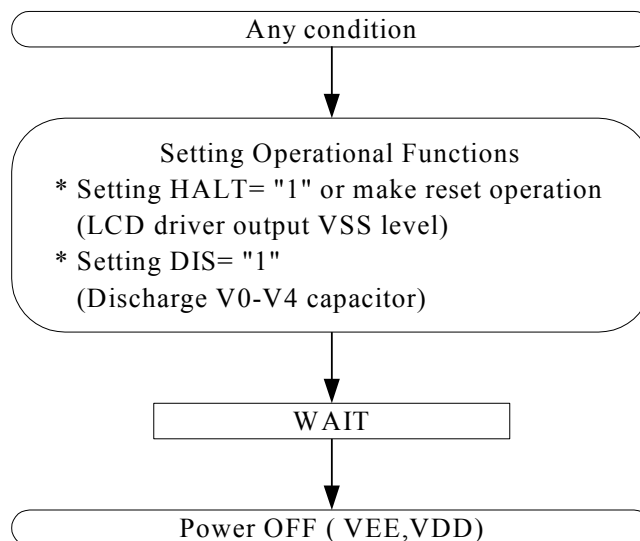 Any condition
Setting Operational Functions
* Setting HALT= "1" or make reset operation
(LCD driver output VSS level)
* Setting DIS= "1"
(Discharge V0-V4 capacitor)
WAIT
Power OFF ( VEE,VDD)